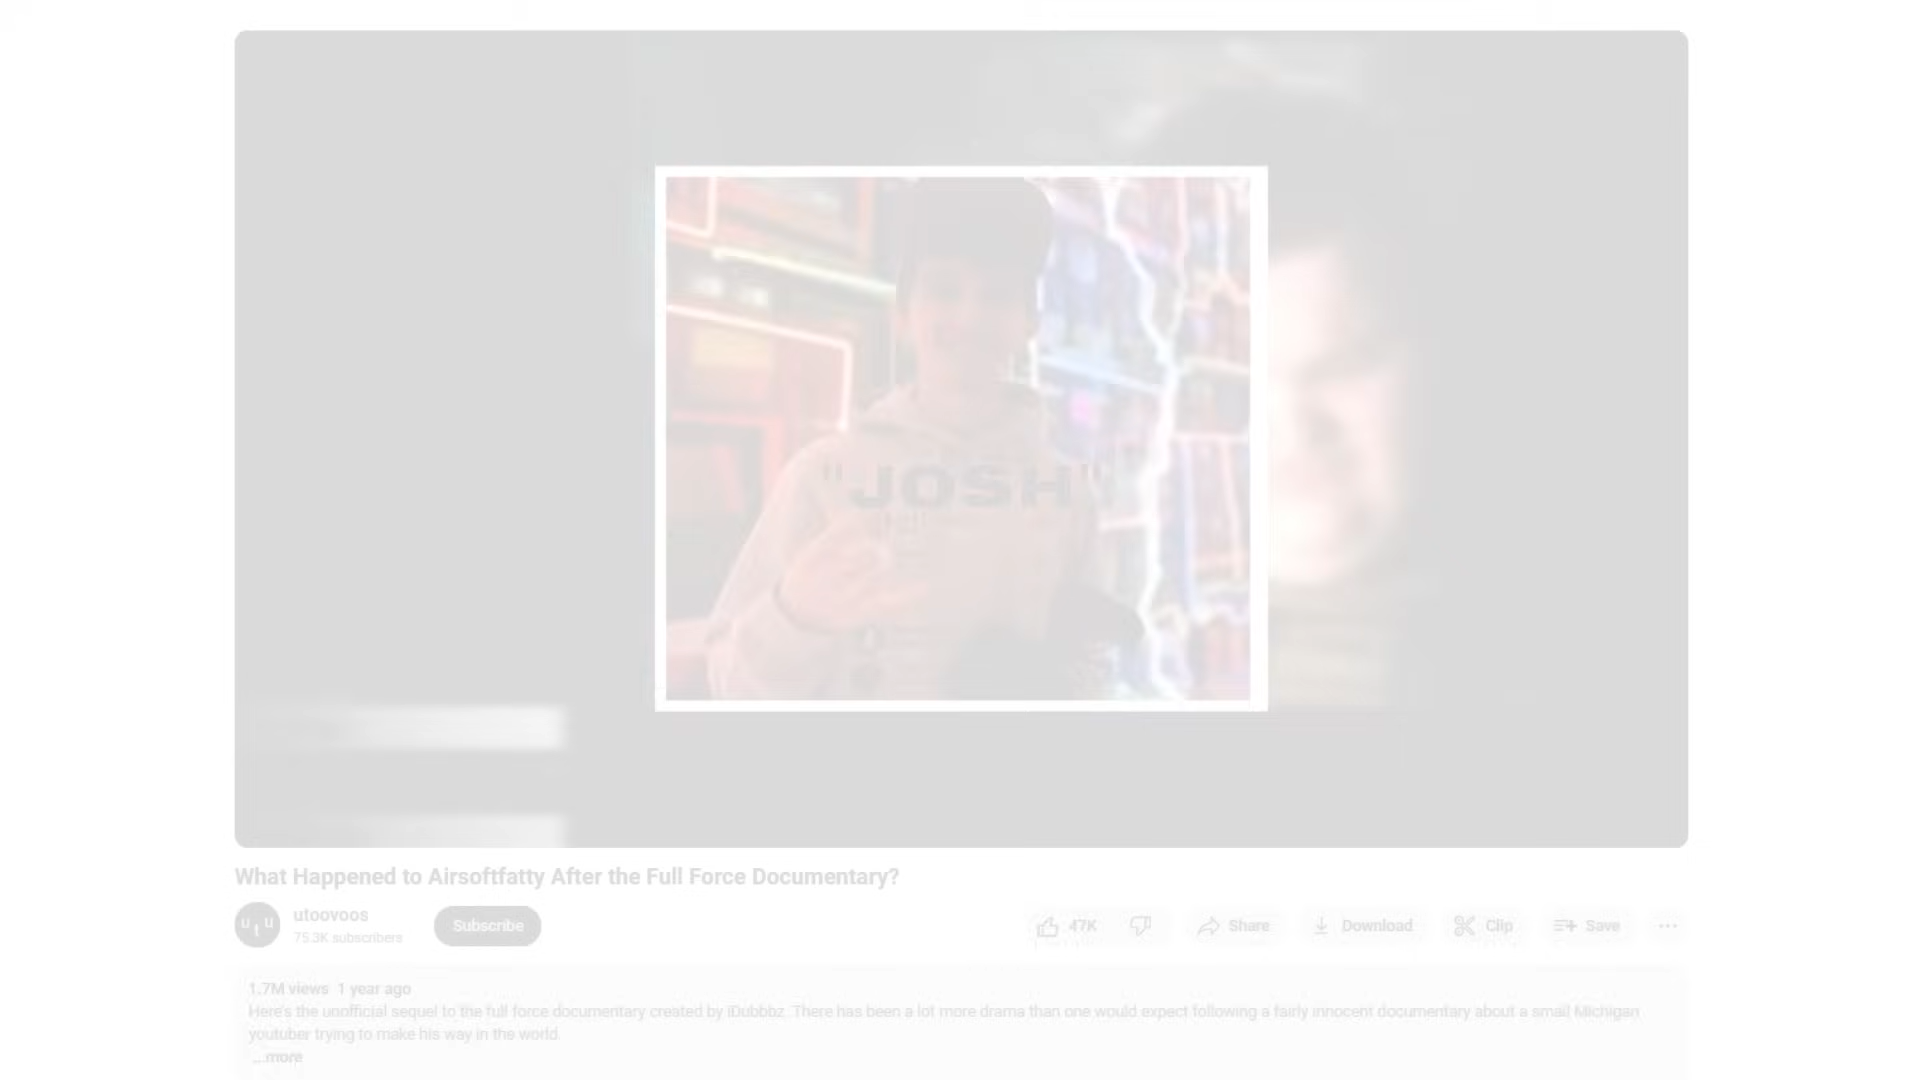 "JOSH"
What Happened to Airsoftfatty After the Full Force Documentary?
utu
utoovoos
75.3K subscribers
Subscribe
47K
Share
Download
Clip
Save
1.7M views 1 year ago
Here's the unofficial sequel to the full force documentary created by iDubbbz. There has been a lot more drama than one would expect following a fairly innocent documentary about a small Michigan
youtuber trying to make his way in the world.
...more